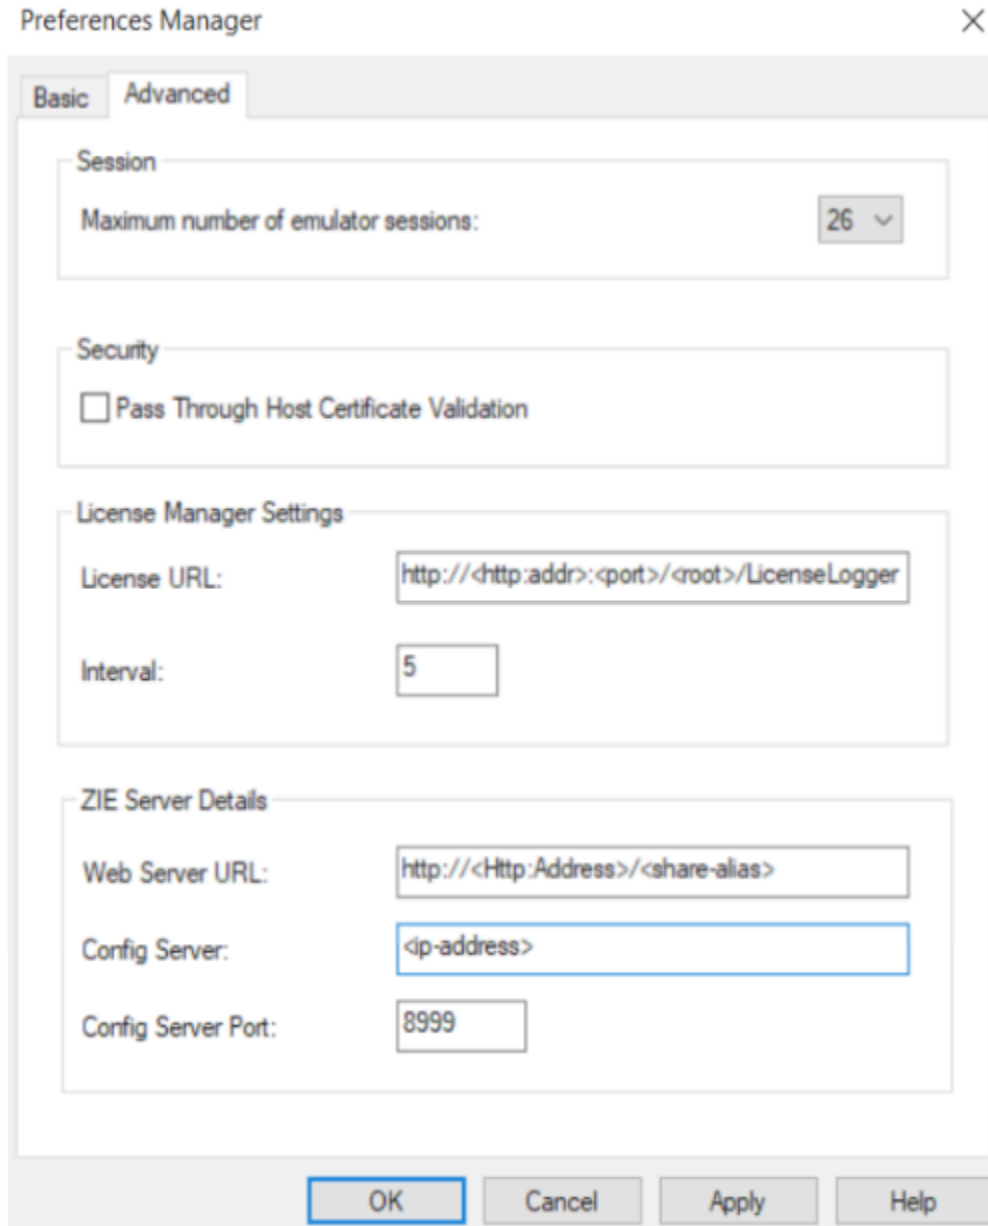 Preferences Manager
Basic Advanced
Session
Maximum number of emulator sessions: 26
Security
Pass Through Host Certificate Validation
License Manager Settings
License URL: http://<http:addr>:<port>/<root>/LicenseLogger
Interval: 5
ZIE Server Details
Web Server URL: http://<Http:Address>/<share-alias>
Config Server: <ip-address>
Config Server Port: 8999
OK Cancel Apply Help